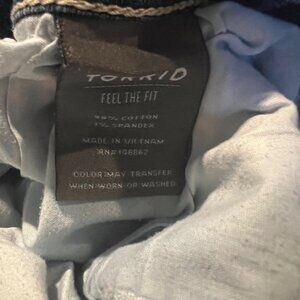 TORRID
FEEL THE FIT
99% COTTON
1% SPANDEX
MADE IN VIETNAM
RN#108862
COLOR MAY TRANSFER
WHEN WORN OR WASHED